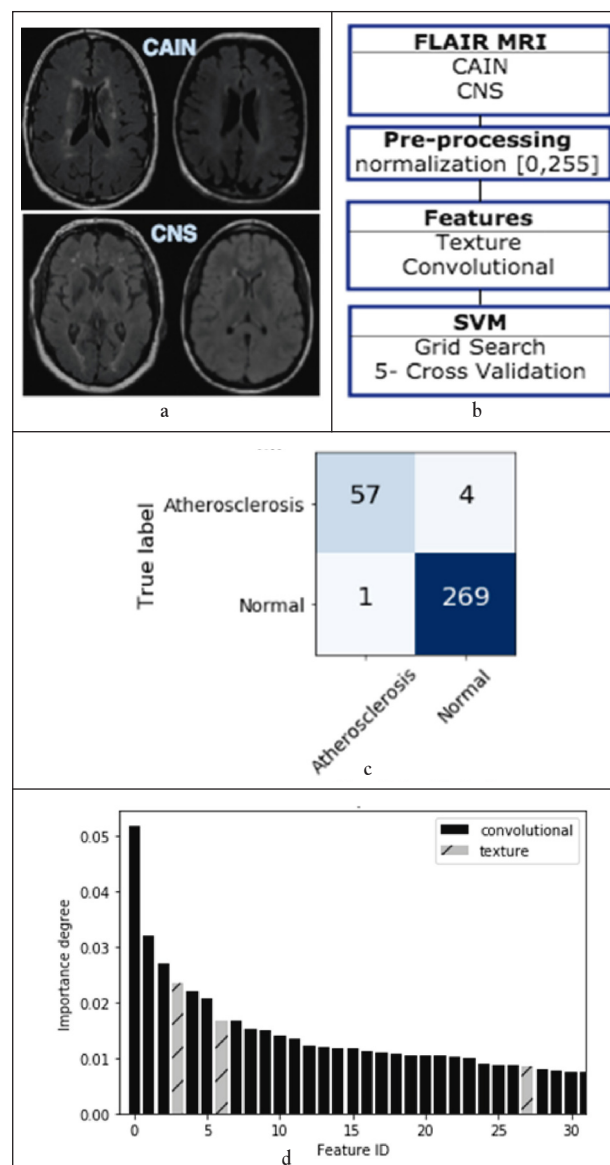 CAIN
CNS
a
FLAIR MRI
CAIN
CNS
Pre-processing
normalization [0,255]
Features
Texture
Convolutional
SVM
Grid Search
5- Cross Validation
b
True label
Atherosclerosis
57 4
Normal
1 269
Atherosclerosis
Normal
c
Importance degree
0.05
0.04
0.03
0.02
0.01
0.00
convolutional
texture
0 5 10 15 20 25 30
Feature ID
d